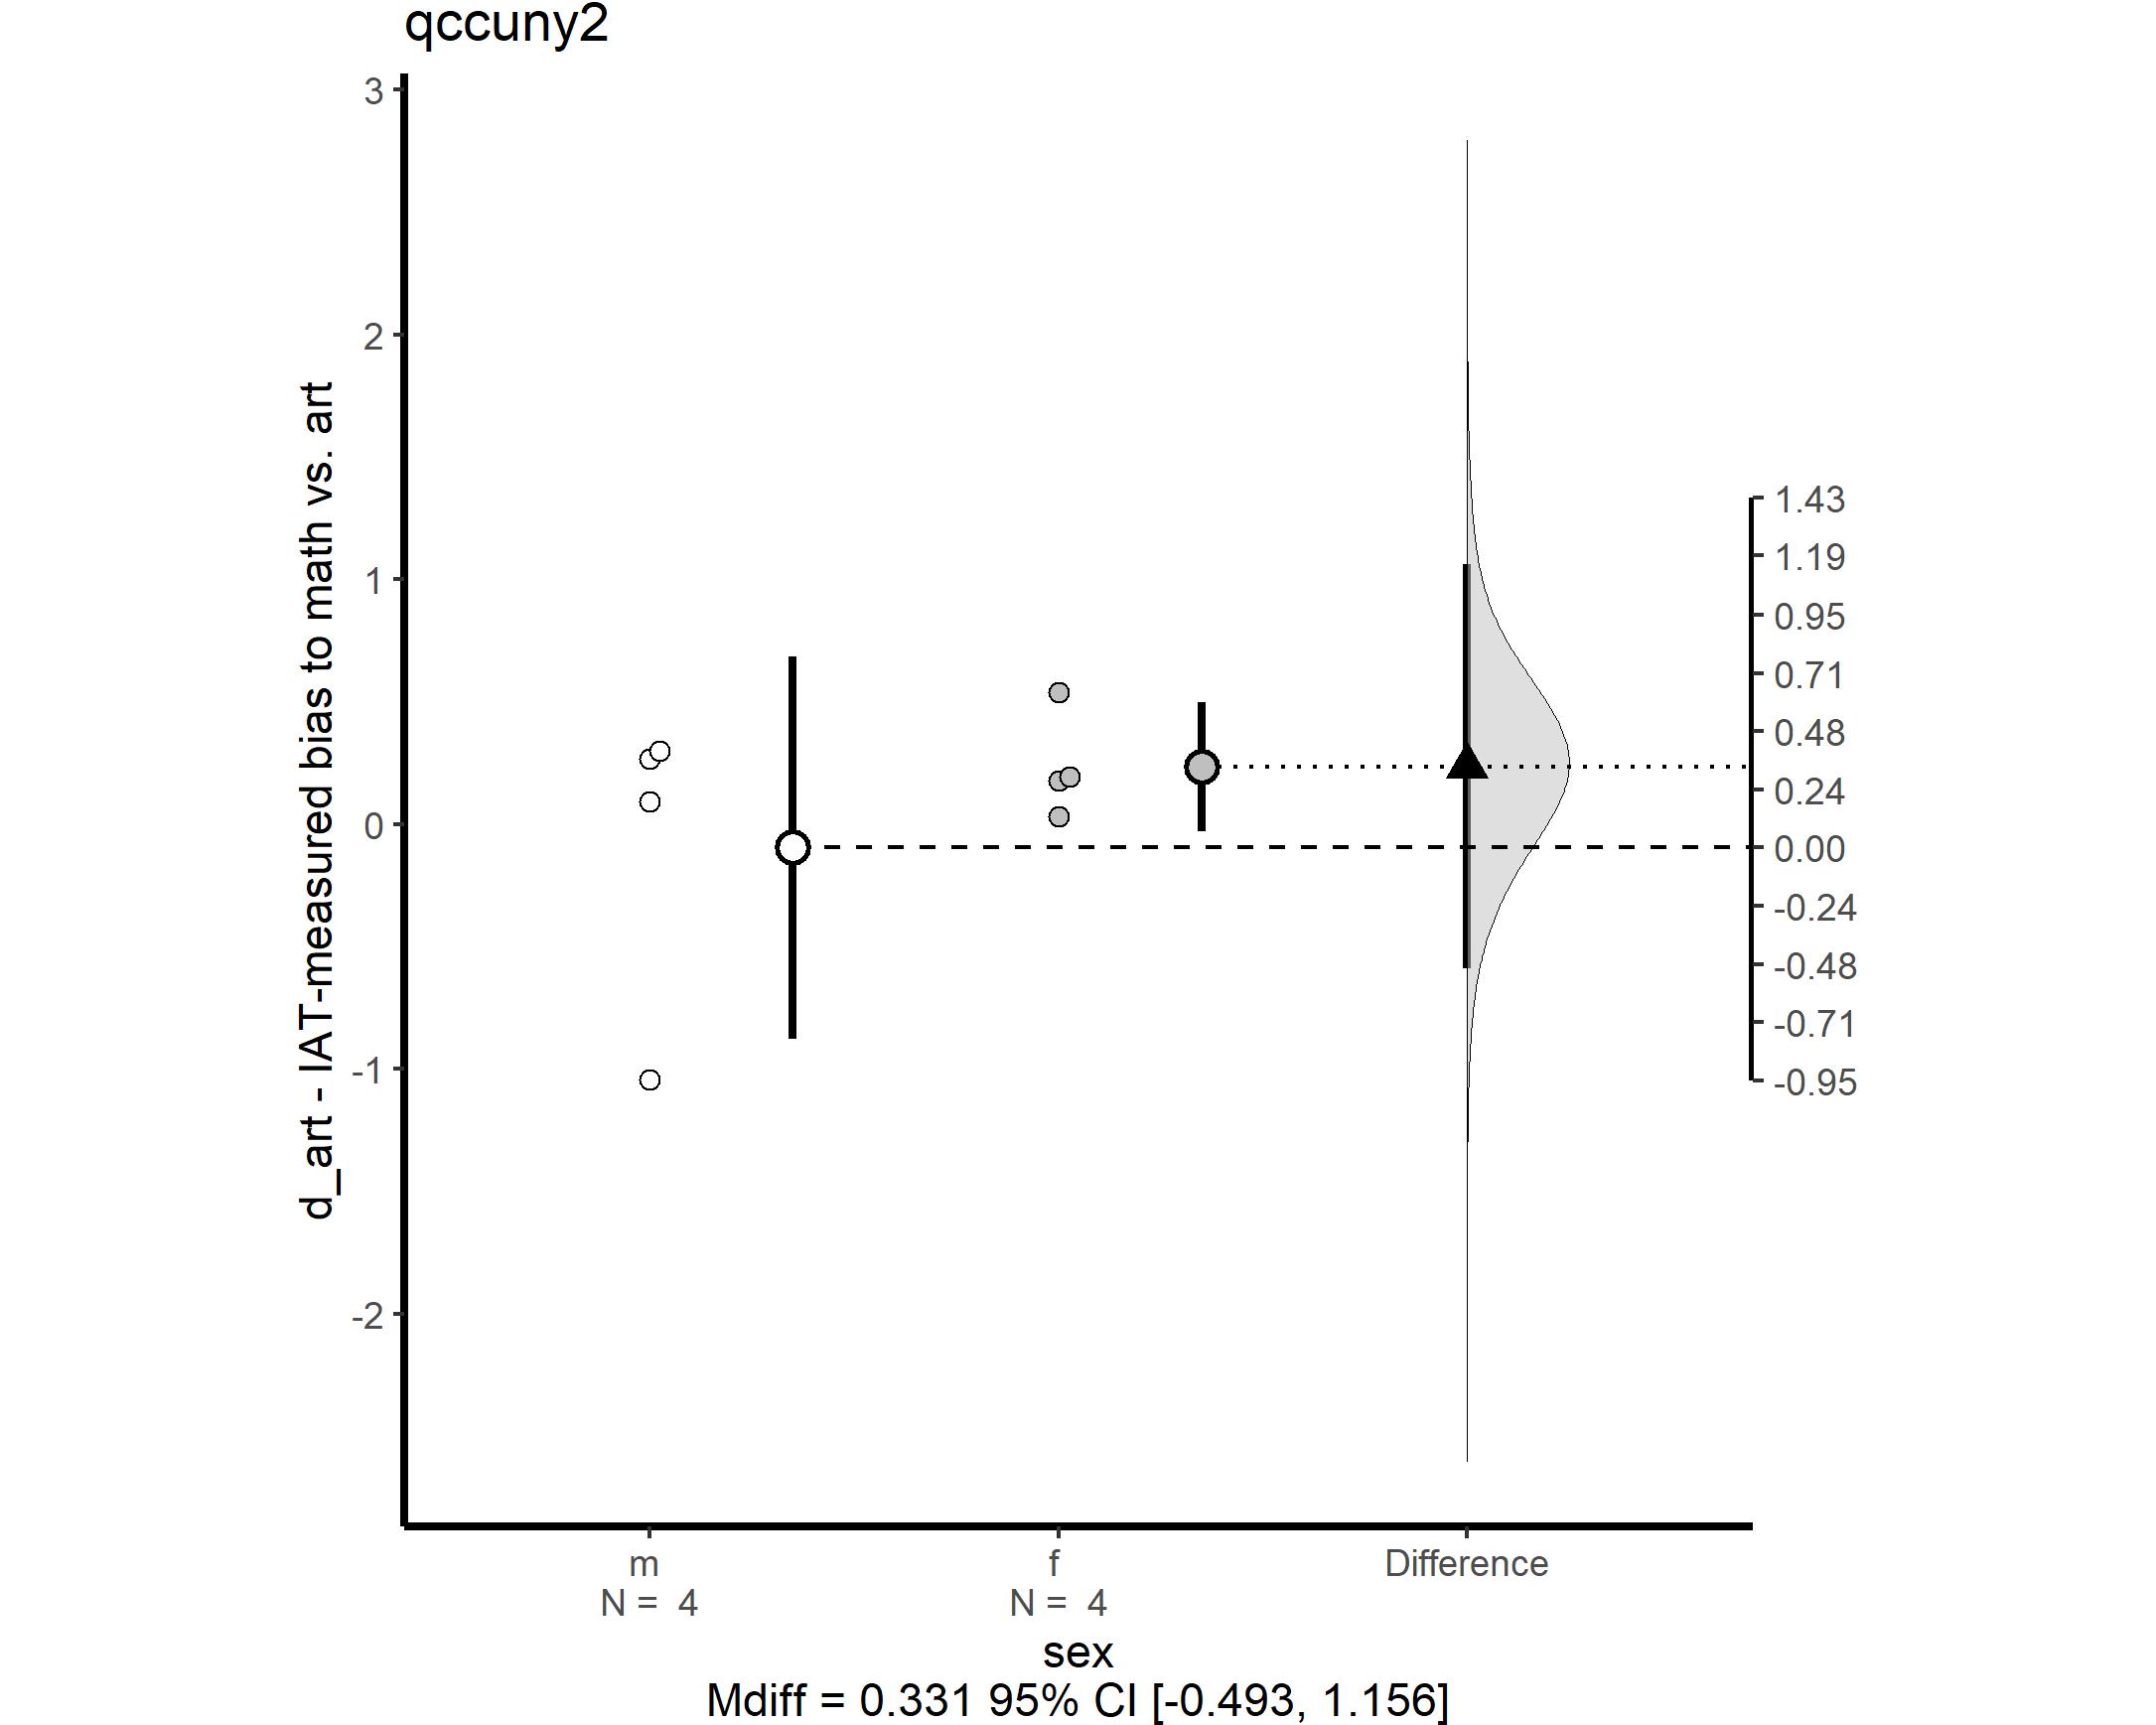 qccuny2
3
2
1
0
-1
-2
d_art - IAT-measured bias to math vs. art
1.43
1.19
0.95
0.71
0.48
0.24
0.00
-0.24
-0.48
-0.71
-0.95
m
N =  4
f
N =  4
Difference
sex
Mdiff = 0.331 95% CI [-0.493, 1.156]